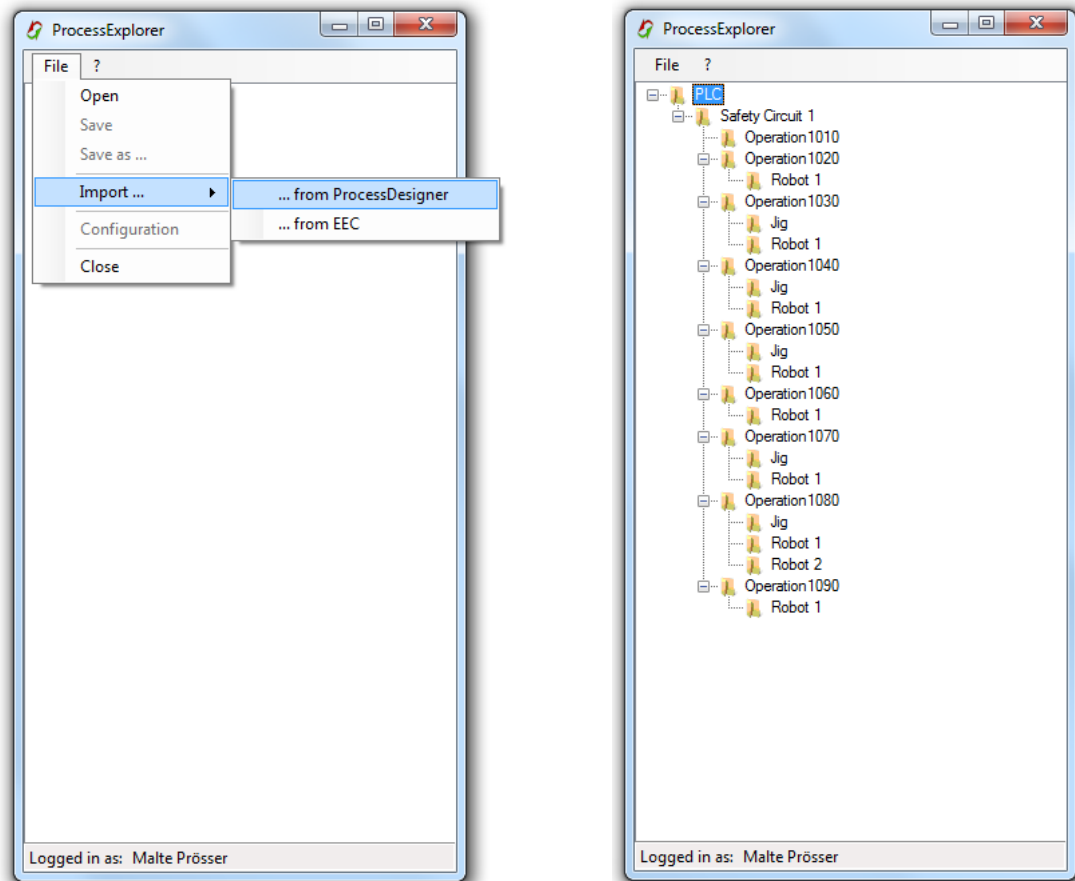 ProcessExplorer
File ?
Open
Save
Save as ...
Import ...
... from ProcessDesigner
... from EEC
Configuration
Close
Logged in as: Malte Prösser
ProcessExplorer
File ?
PLC
Safety Circuit 1
Operation1010
Operation1020
Robot 1
Operation1030
Jig
Robot 1
Operation1040
Jig
Robot 1
Operation1050
Jig
Robot 1
Operation1060
Robot 1
Operation1070
Jig
Robot 1
Operation1080
Jig
Robot 1
Robot 2
Operation1090
Robot 1
Logged in as: Malte Prösser